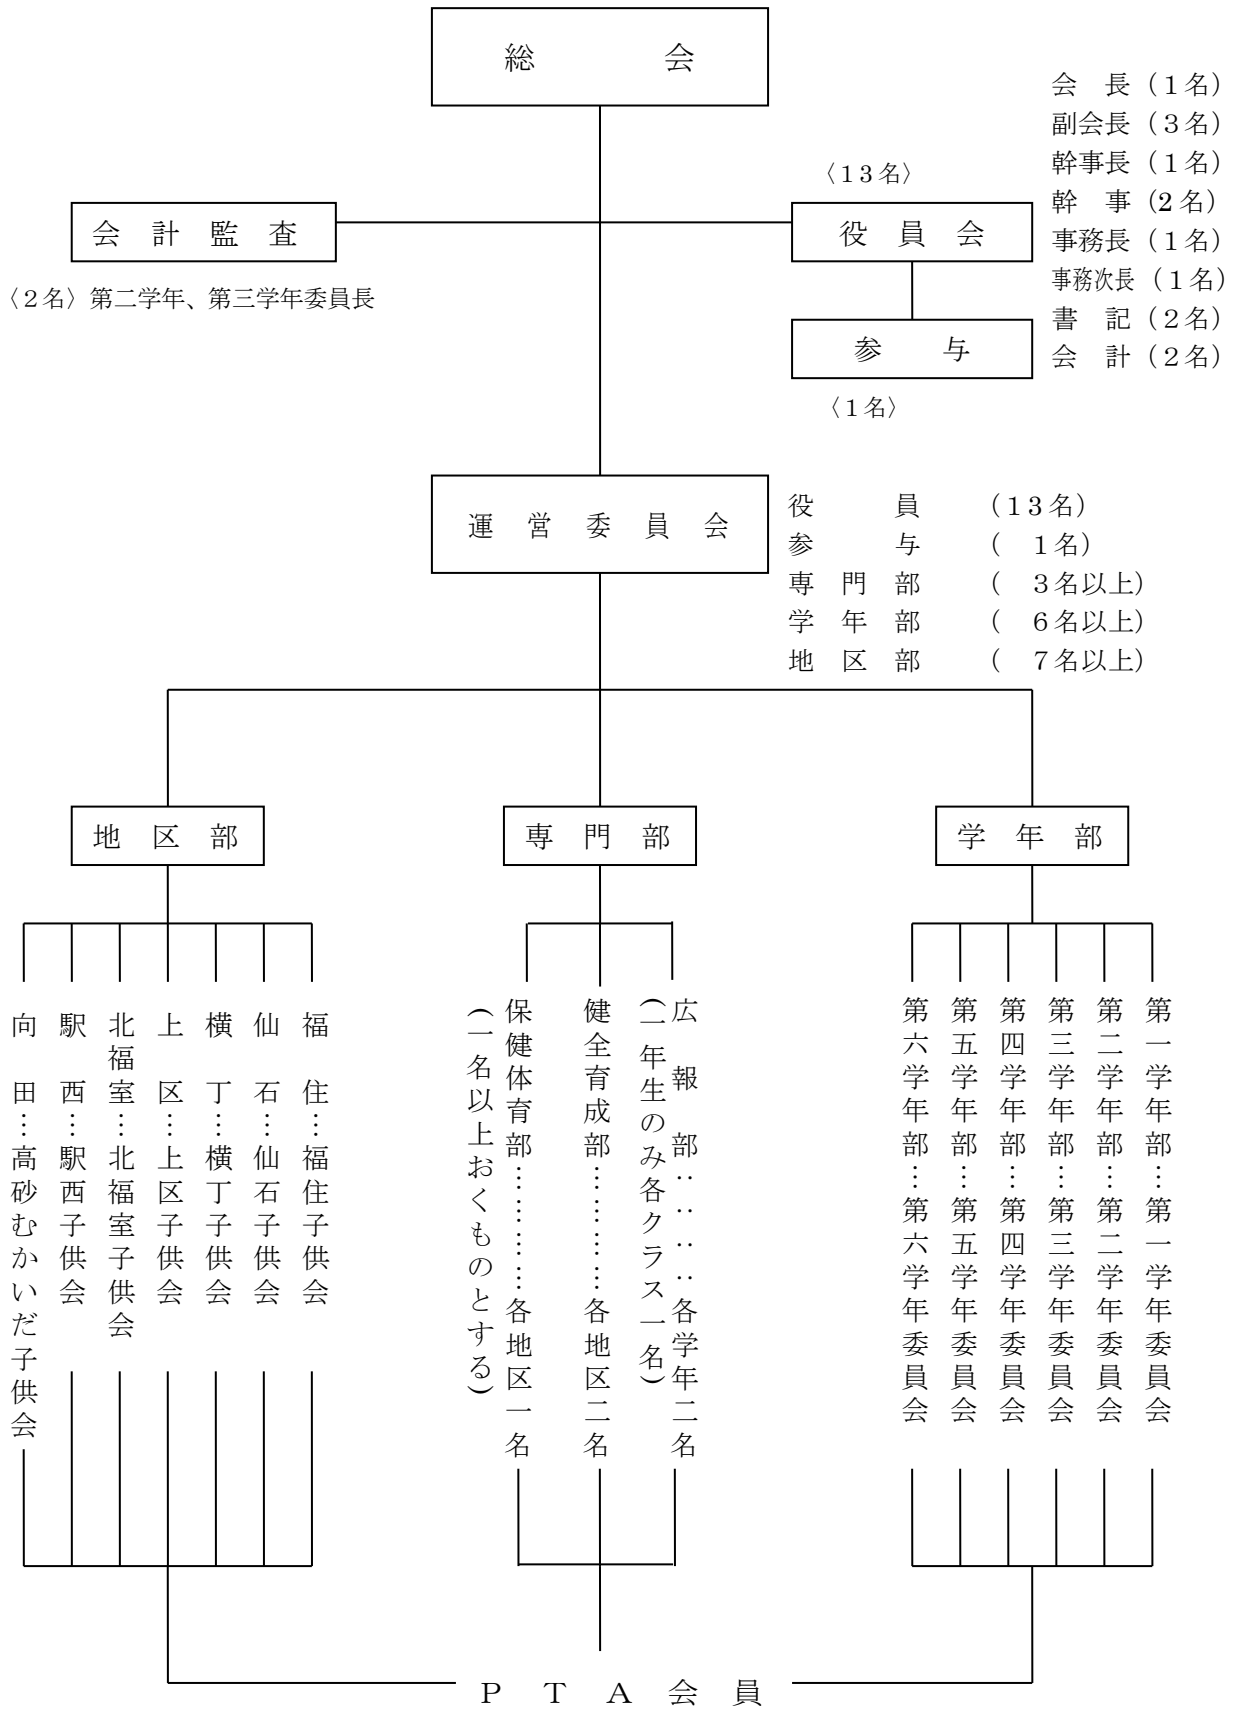 総　会
会　長（１名）
副会長（３名）
幹事長（１名）
幹　事（2名）
事務長（１名）
事務次長（１名）
書　記（２名）
会　計（２名）
〈１３名〉
会　計　監　査
役　員　会
〈２名〉第二学年、第三学年委員長
参　与
〈１名〉
運　営　委　員　会
役　員　（１３名）
参　与　（　１名）
専　門　部　（　３名以上）
学　年　部　（　６名以上）
地　区　部　（　７名以上）
地　区　部
専　門　部
学　年　部
第一学年部…第一学年委員会
第二学年部…第二学年委員会
第三学年部…第三学年委員会
第四学年部…第四学年委員会
第五学年部…第五学年委員会
第六学年部…第六学年委員会
広　報　部‥‥‥‥各学年二名
（一年生のみ各クラス一名）
健全育成部…………各地区二名
保健体育部…………各地区一名
（一名以上おくものとする）
福　住…福住子供会
仙　石…仙石子供会
横　丁…横丁子供会
上　区…上区子供会
北福室…北福室子供会
駅　西…駅西子供会
向　田…高砂むかいだ子供会
Ｐ　Ｔ　Ａ　会　員